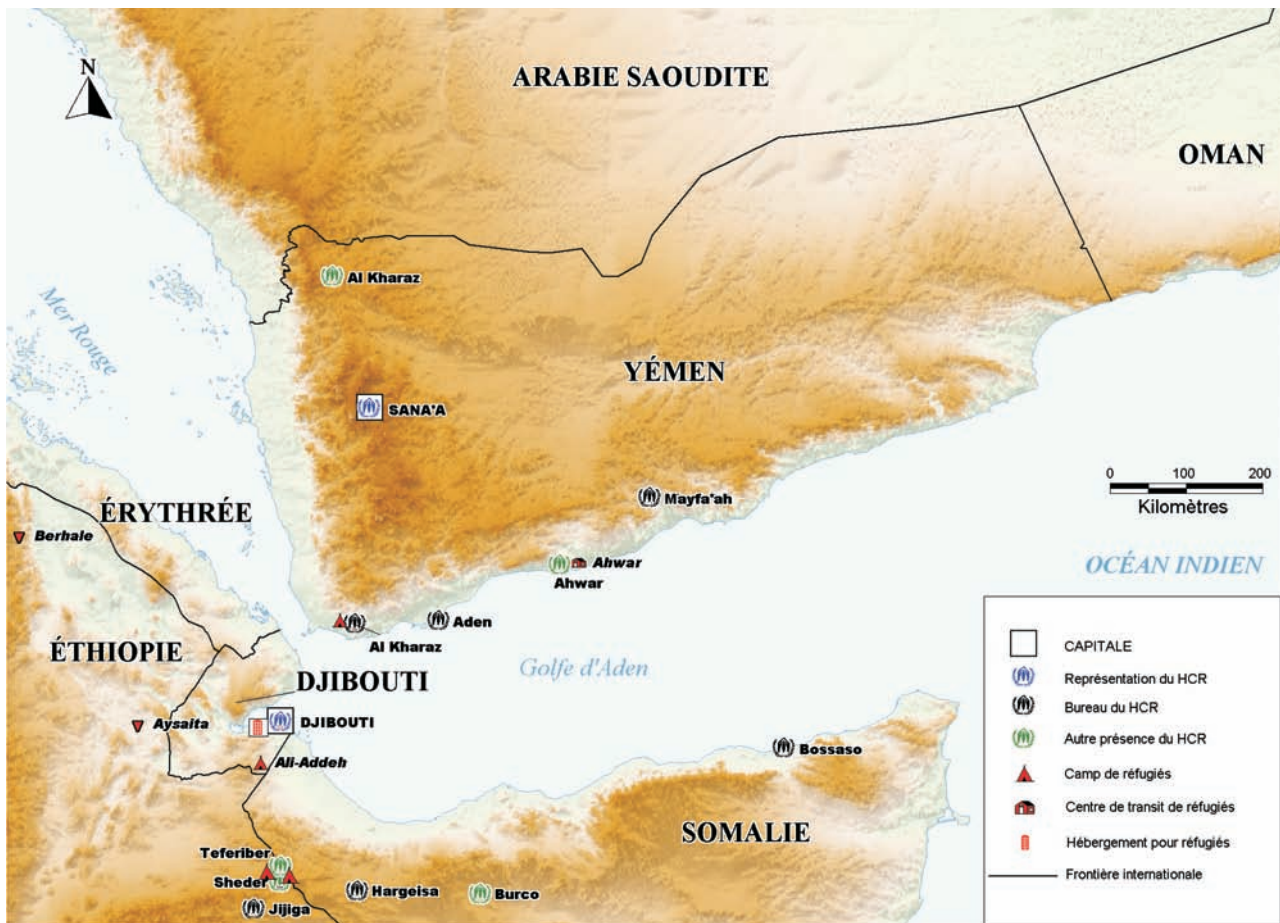 N
ARABIE SAOUDITE
OMAN
Al Kharaz
Mer Rouge
YÉMEN
SANA'A
Mayfa'ah
0 100 200
Kilomètres
ÉRYTHRÉE
Berhale
Ahwar
Ahwar
OCÉAN INDIEN
Aden
Al Kharaz
ÉTHIOPIE
Golfe d'Aden
DJIBOUTI
DJIBOUTI
Aysaita
Ali-Addeh
Bossaso
SOMALIE
Teferiber
Sheder
Hargeisa
Burco
Jijiga
CAPITALE
Représentation du HCR
Bureau du HCR
Autre présence du HCR
Camp de réfugiés
Centre de transit de réfugiés
Hébergement pour réfugiés
Frontière internationale